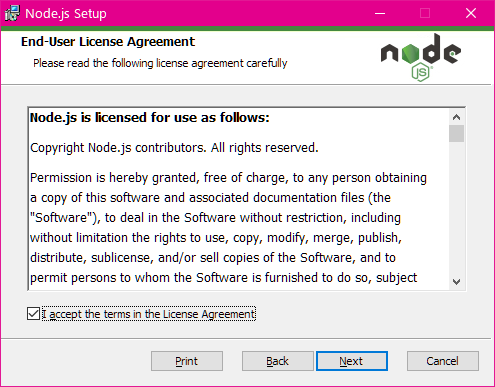 Node.js Setup
End-User License Agreement
Please read the following license agreement carefully
node
JS
Node.js is licensed for use as follows:
Copyright Node.js contributors. All rights reserved.
Permission is hereby granted, free of charge, to any person obtaining
a copy of this software and associated documentation files (the
"Software"), to deal in the Software without restriction, including
without limitation the rights to use, copy, modify, merge, publish,
distribute, sublicense, and/or sell copies of the Software, and to
permit persons to whom the Software is furnished to do so, subject
I accept the terms in the License Agreement
Print
Back
Next
Cancel